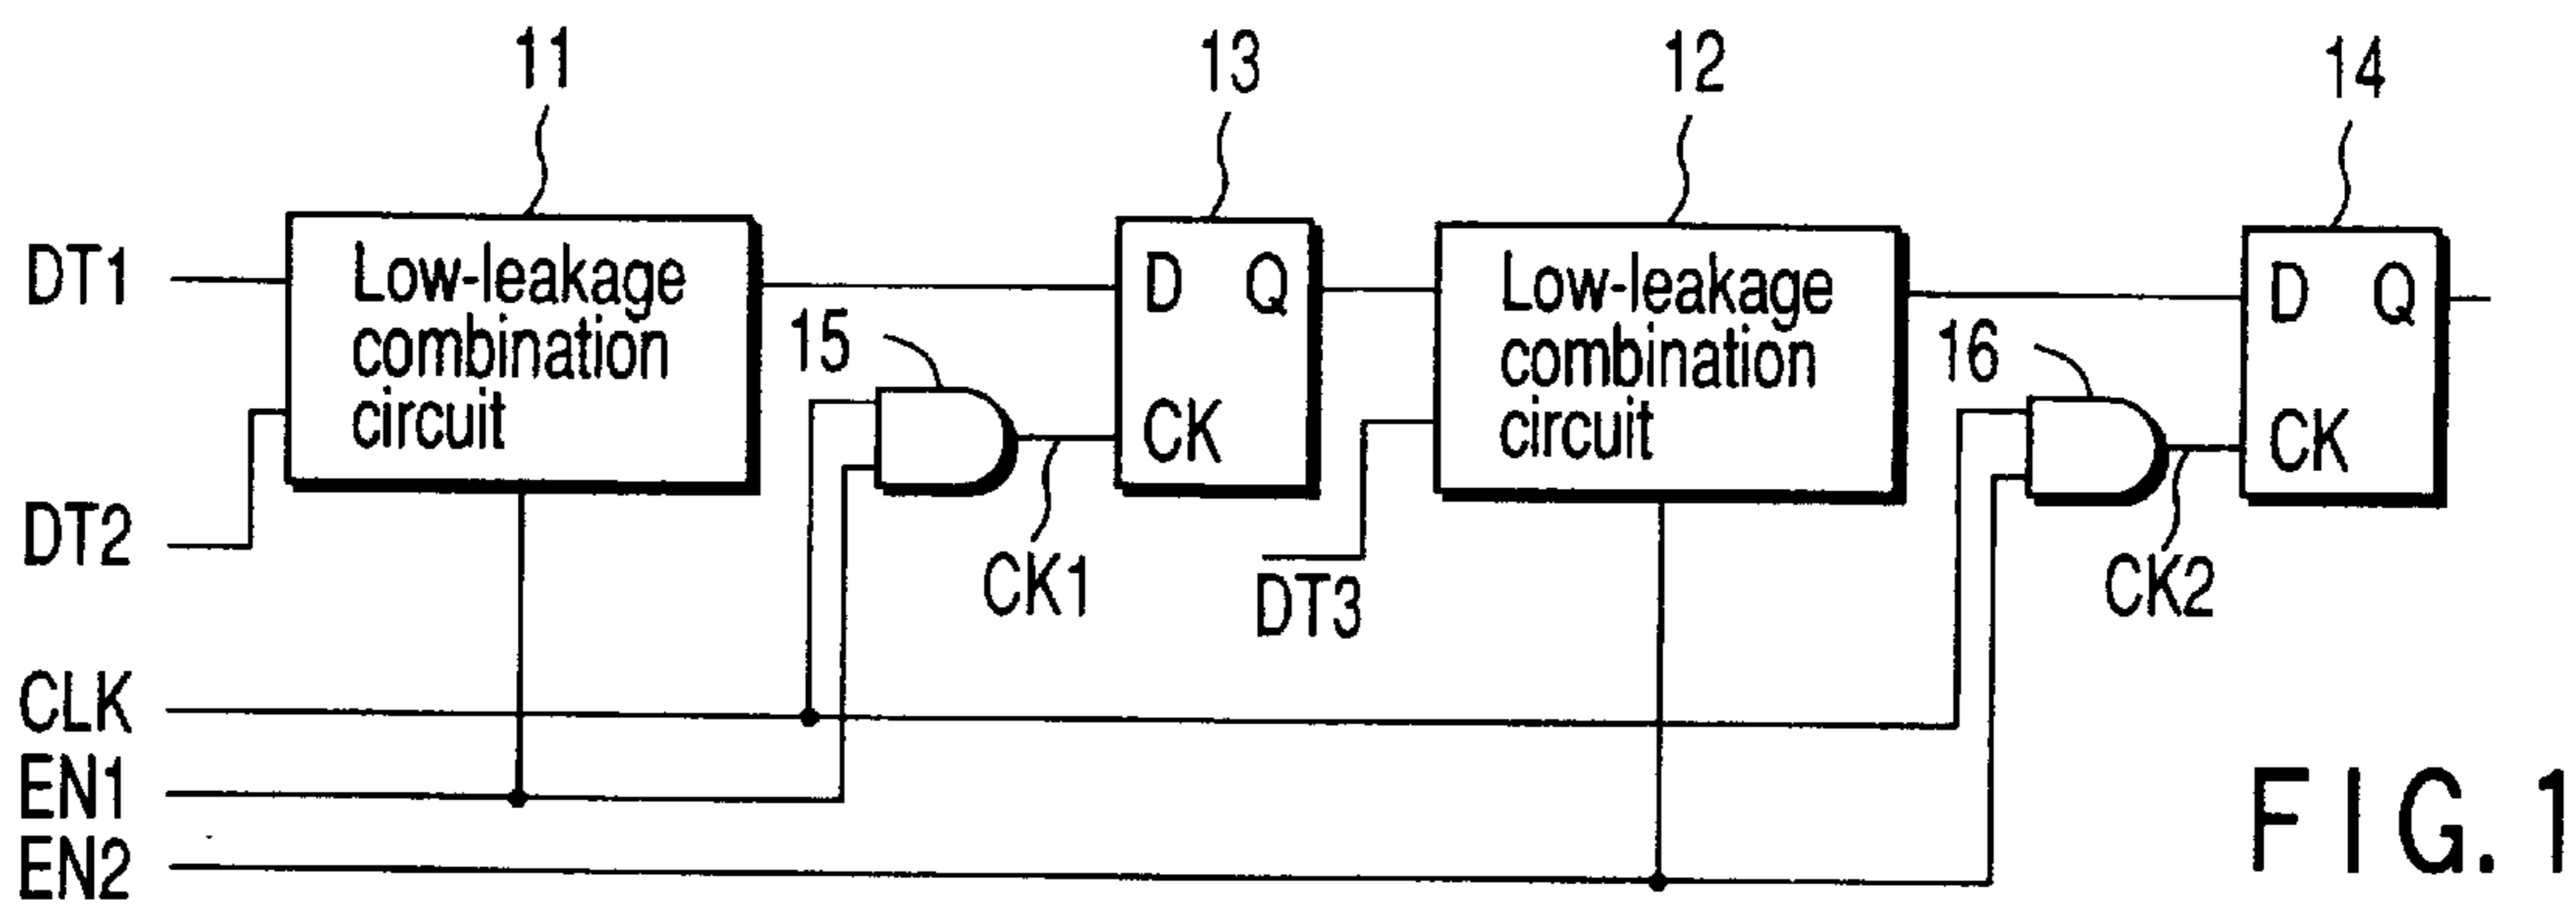 11
13
12
14
DT1
Low-leakage
combination
circuit
15
D Q
CK
Low-leakage
combination
circuit
16
D Q
CK
DT2
CK1
DT3
CK2
CLK
EN1
EN2
FIG. 1